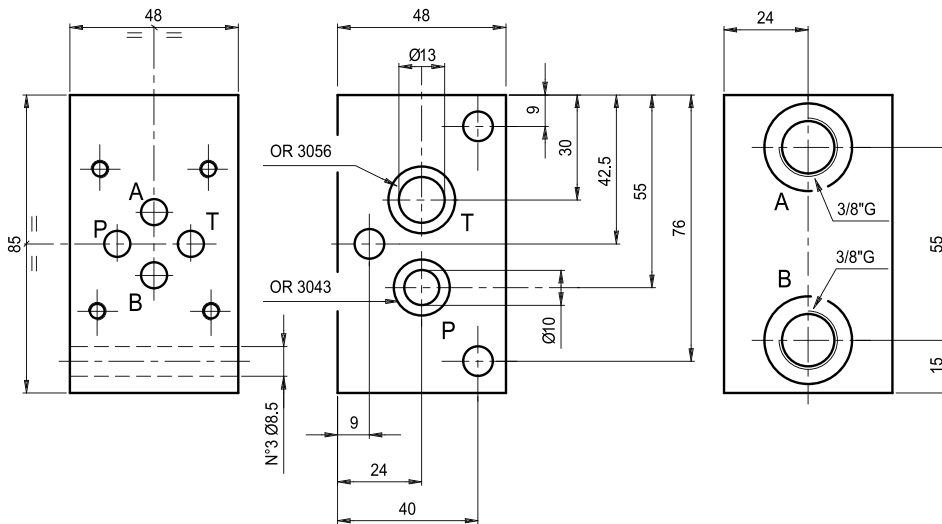 48
= =
85
=
=
A
P
T
B
N°3 Ø8.5
48
Ø13
9
30
42.5
55
76
OR 3056
T
OR 3043
P
Ø10
9
24
40
24
A
3/8"G
B
3/8"G
55
15